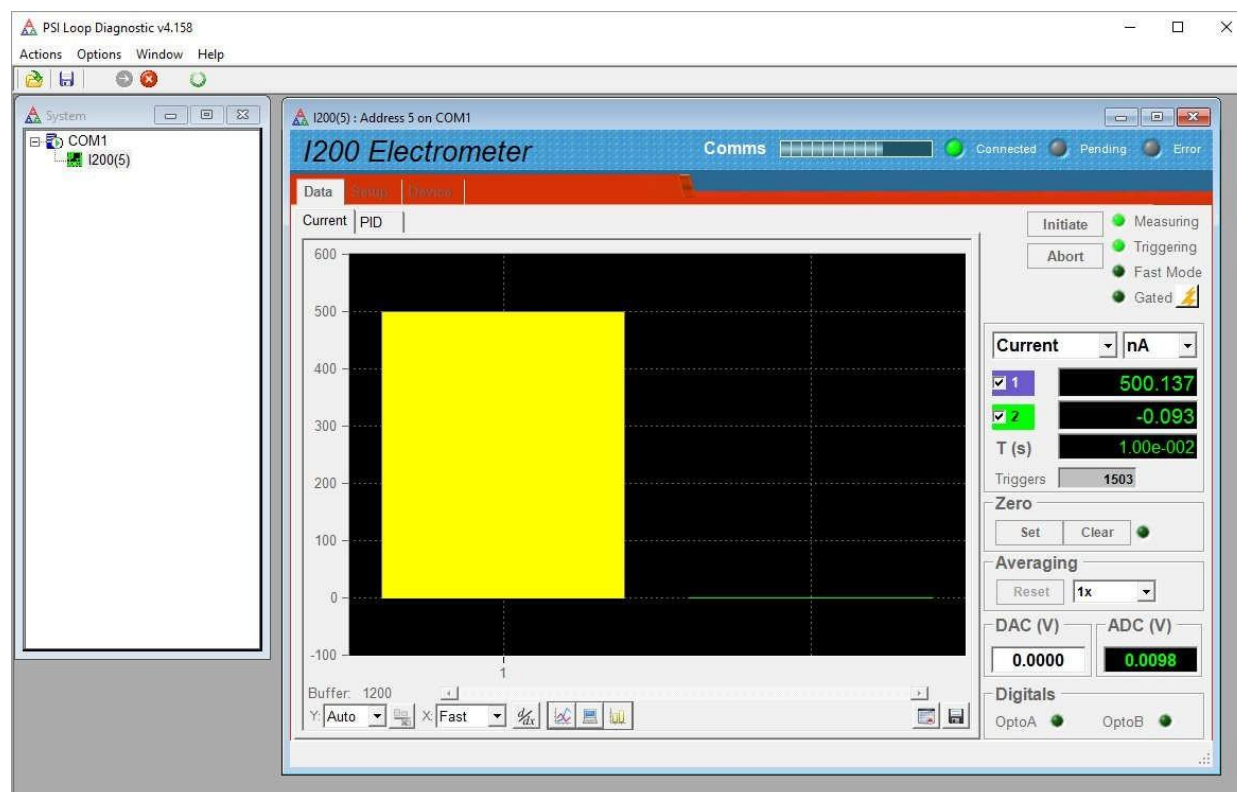 PSI Loop Diagnostic v4.158
Actions Options Window Help
System
COM1
I200(5)
I200(5) : Address 5 on COM1
I200 Electrometer
Comms
Connected
Pending
Error
Data Setup Device
Current PID
600
500
400
300
200
100
0
-100
1
Buffer: 1200
Y: Auto X: Fast d/dx
Initiate
Abort
Measuring
Triggering
Fast Mode
Gated
Current nA
1 500.137
2 -0.093
T (s) 1.00e-002
Triggers 1503
Zero
Set Clear
Averaging
Reset 1x
DAC (V) ADC (V)
0.0000 0.0098
Digitals
OptoA OptoB